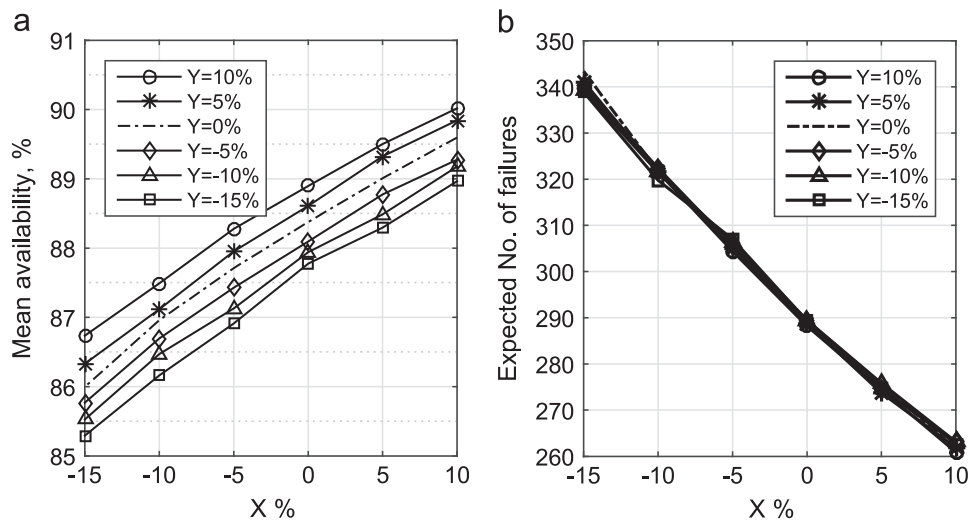 a
Mean availability, %
91
90
89
88
87
86
85
Y=10%
Y=5%
Y=0%
Y=-5%
Y=-10%
Y=-15%
-15 -10 -5 0 5 10
X %
b
Expected No. of failures
350
340
330
320
310
300
290
280
270
260
Y=10%
Y=5%
Y=0%
Y=-5%
Y=-10%
Y=-15%
-15 -10 -5 0 5 10
X %